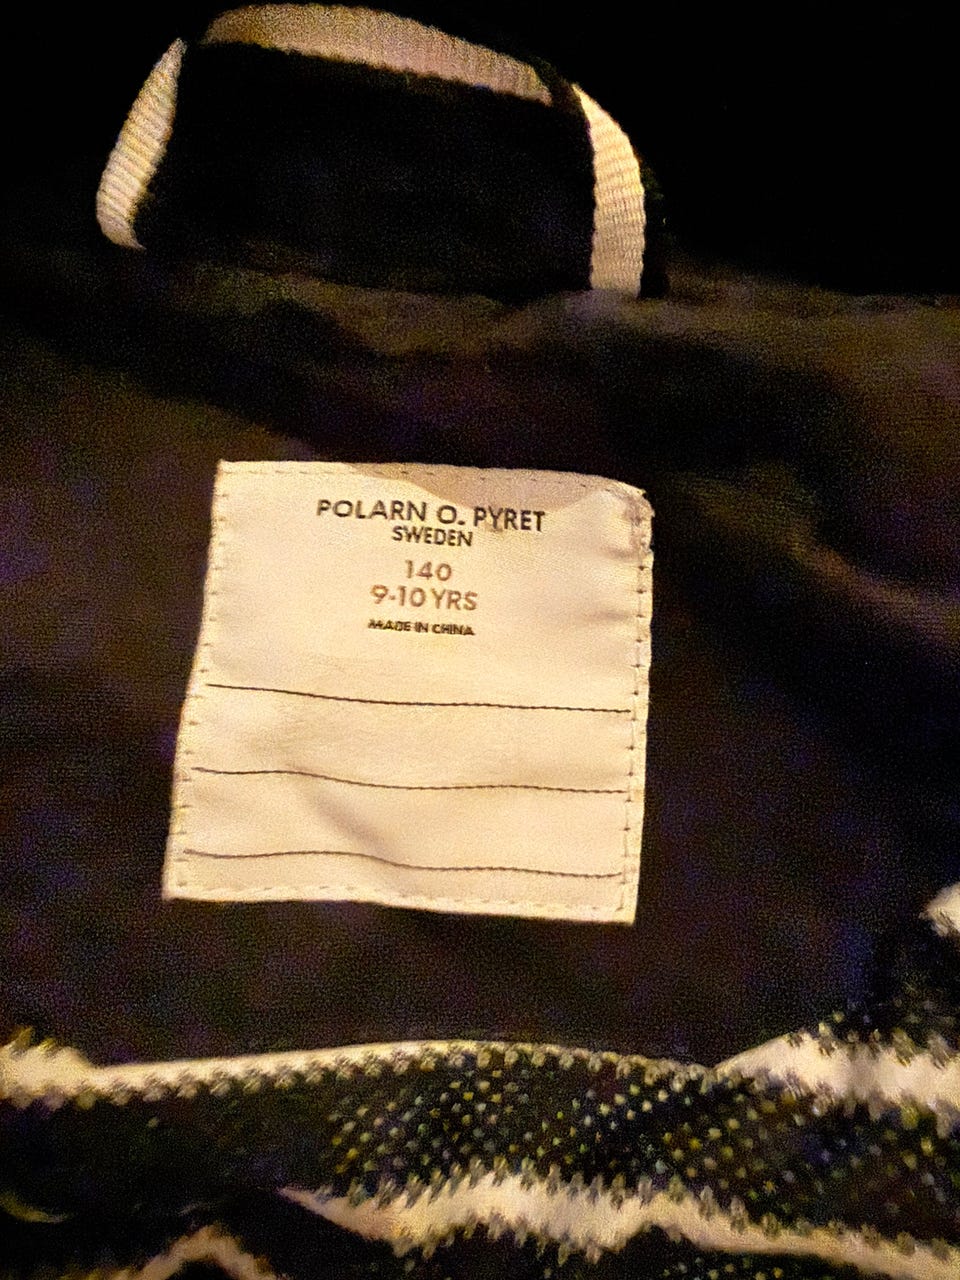 POLARN O. PYRET
SWEDEN
140
9-10 YRS
MADE IN CHINA